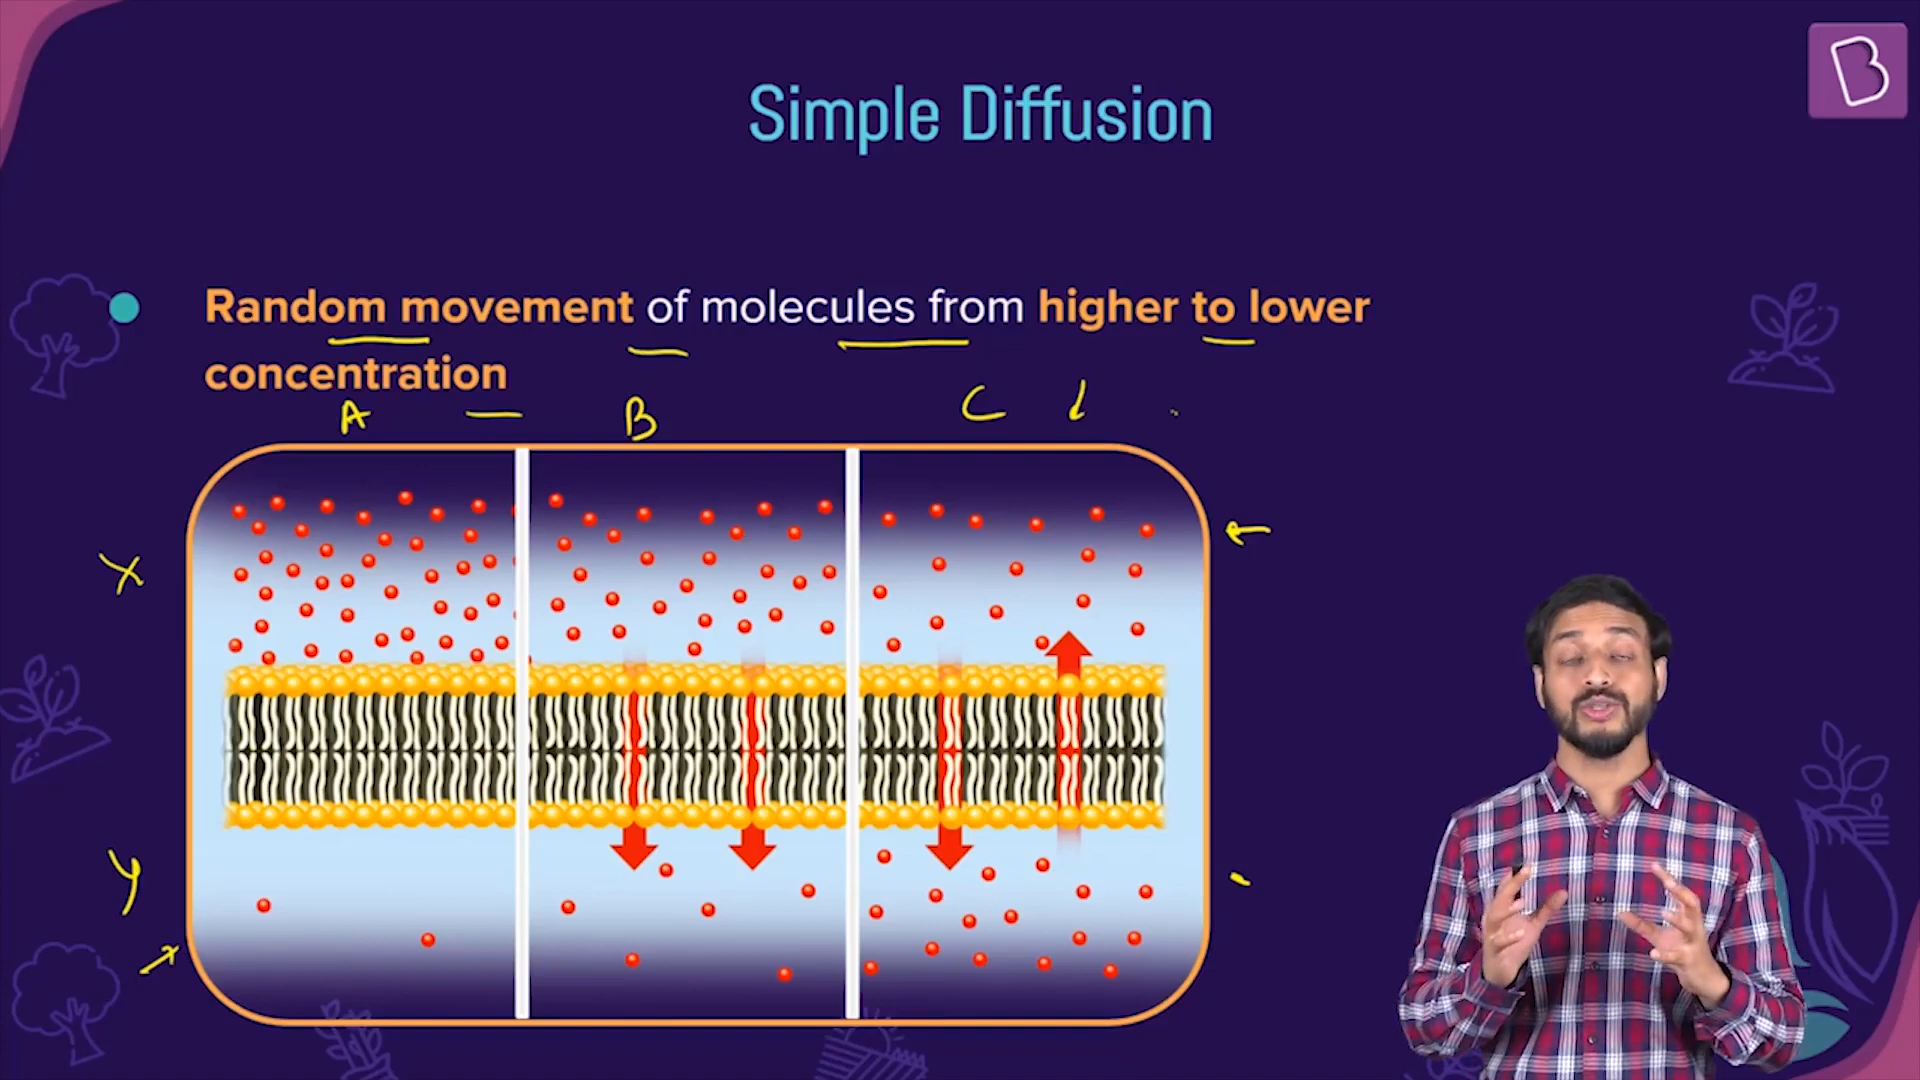 B
Simple Diffusion
Random movement of molecules from higher to lower
concentration
A B C
X
y